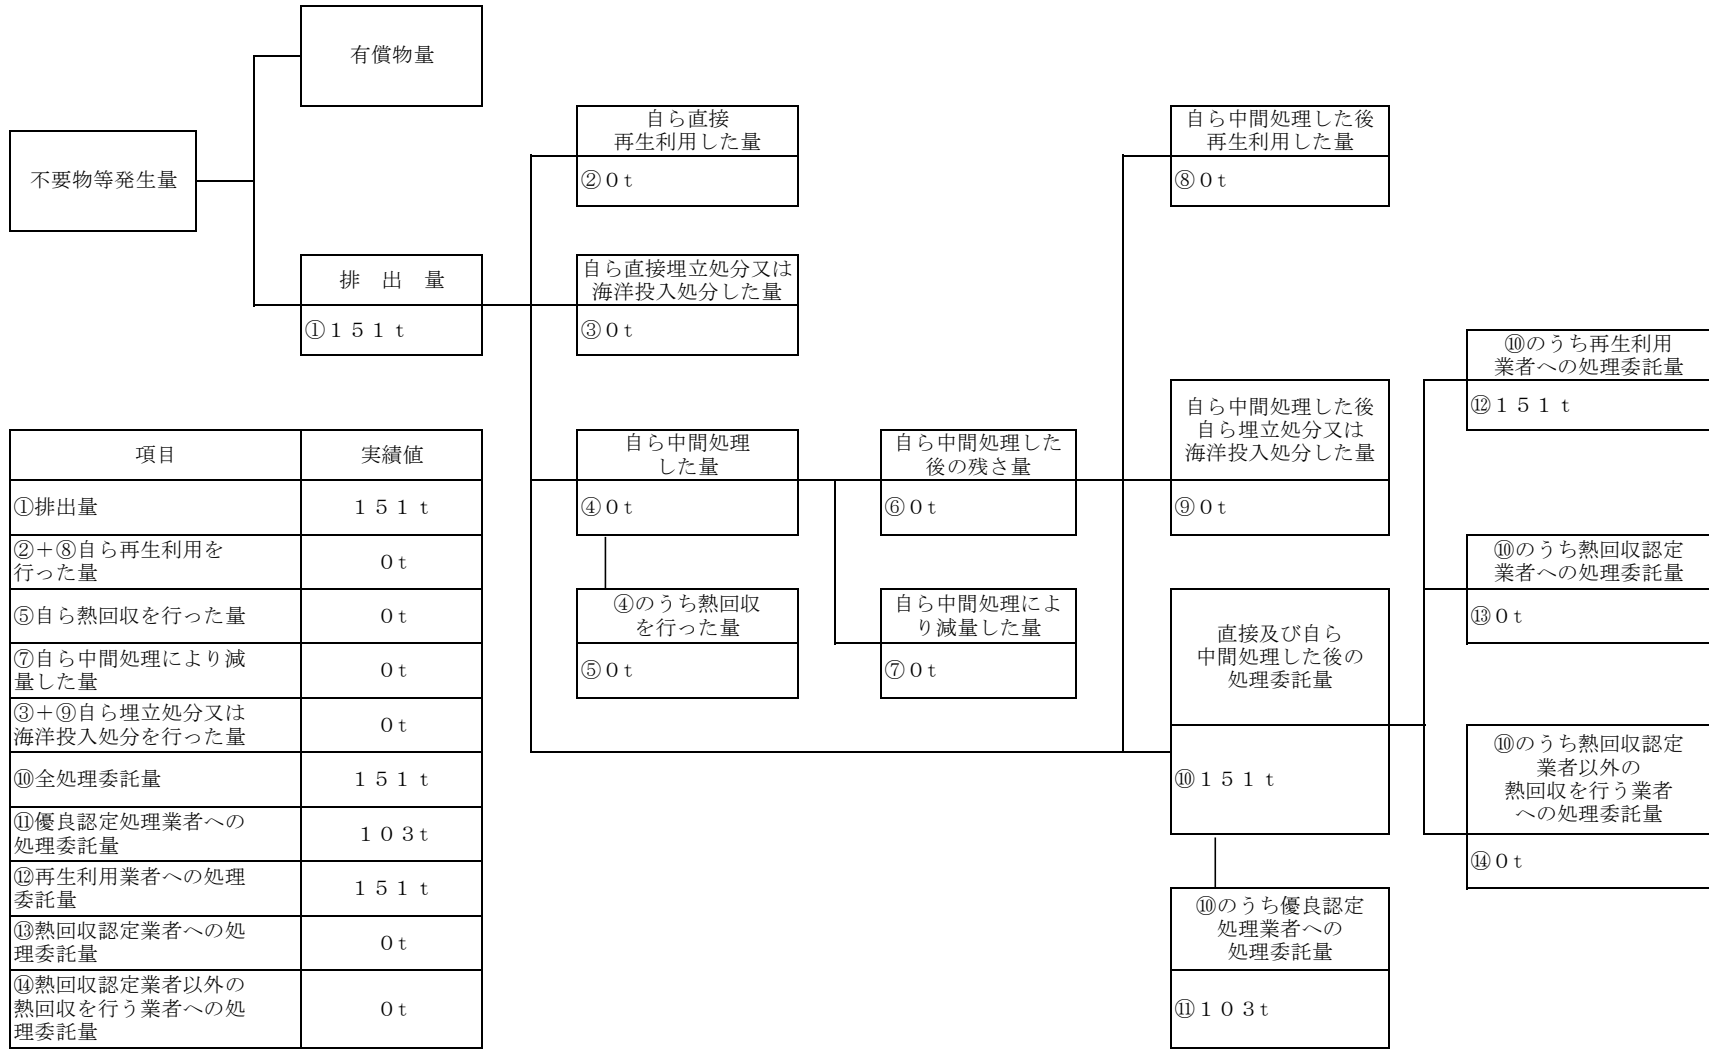 有償物量
不要物等発生量
排　出　量
①１５１ｔ
自ら直接
再生利用した量
②０ｔ
自ら直接埋立処分又は
海洋投入処分した量
③０ｔ
自ら中間処理
した量
④０ｔ
④のうち熱回収
を行った量
⑤０ｔ
自ら中間処理した
後の残さ量
⑥０ｔ
自ら中間処理によ
り減量した量
⑦０ｔ
自ら中間処理した後
再生利用した量
⑧０ｔ
自ら中間処理した後
自ら埋立処分又は
海洋投入処分した量
⑨０ｔ
直接及び自ら
中間処理した後の
処理委託量
⑩１５１ｔ
⑩のうち優良認定
処理業者への
処理委託量
⑪１０３ｔ
⑩のうち再生利用
業者への処理委託量
⑫１５１ｔ
⑩のうち熱回収認定
業者への処理委託量
⑬０ｔ
⑩のうち熱回収認定
業者以外の
熱回収を行う業者
への処理委託量
⑭０ｔ
項目　実績値
①排出量　１５１ｔ
②＋⑧自ら再生利用を
行った量　０ｔ
⑤自ら熱回収を行った量　０ｔ
⑦自ら中間処理により減
量した量　０ｔ
③＋⑨自ら埋立処分又は
海洋投入処分を行った量　０ｔ
⑩全処理委託量　１５１ｔ
⑪優良認定処理業者への
処理委託量　１０３ｔ
⑫再生利用業者への処理
委託量　１５１ｔ
⑬熱回収認定業者への処
理委託量　０ｔ
⑭熱回収認定業者以外の
熱回収を行う業者への処
理委託量　０ｔ